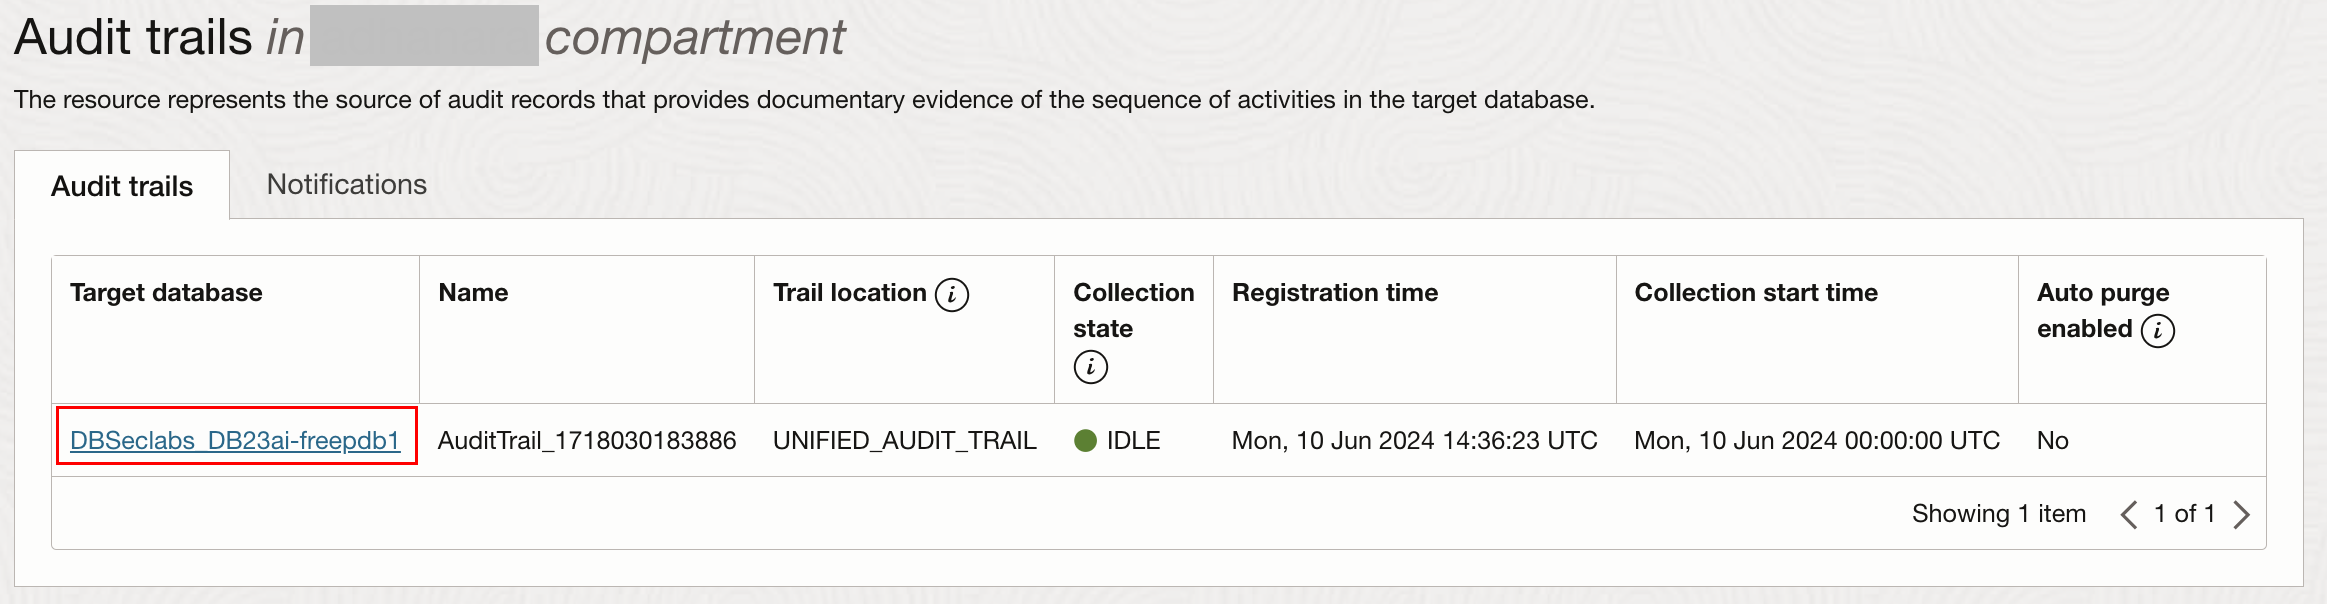 Audit trails in compartment
The resource represents the source of audit records that provides documentary evidence of the sequence of activities in the target database.
Audit trails
Notifications
Target database
Name
Trail location i
Collection
state
i
Registration time
Collection start time
Auto purge
enabled i
DBSeclabs_DB23ai-freepdb1
AuditTrail_1718030183886
UNIFIED_AUDIT_TRAIL
IDLE
Mon, 10 Jun 2024 14:36:23 UTC
Mon, 10 Jun 2024 00:00:00 UTC
No
Showing 1 item
1 of 1